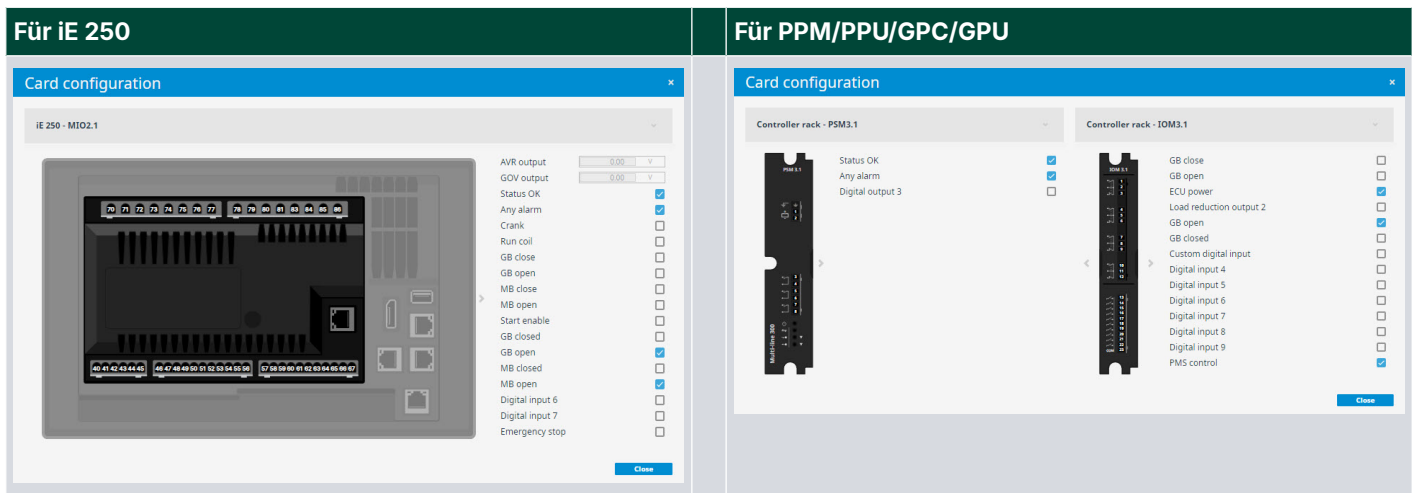 Für iE 250
Card configuration
×
iE 250 - MIO2.1
70 71 72 73 74 75 76 77 78 79 80 81 83 84 85 86
40 41 42 43 44 45 46 47 48 49 50 51 52 53 54 55 56 57 58 59 60 61 62 63 64 65 66 67
AVR output 0.00 V
GOV output 0.00 V
Status OK
Any alarm
Crank
Run coil
GB close
GB open
MB close
MB open
Start enable
GB closed
GB open
MB closed
MB open
Digital input 6
Digital input 7
Emergency stop
Close
Für PPM/PPU/GPC/GPU
Card configuration
×
Controller rack - PSM3.1
PSM 3.1
Multi-line 300
Status OK
Any alarm
Digital output 3
Controller rack - IOM3.1
IOM 3.1
GB close
GB open
ECU power
Load reduction output 2
GB open
GB closed
Custom digital input
Digital input 4
Digital input 5
Digital input 6
Digital input 7
Digital input 8
Digital input 9
PMS control
Close